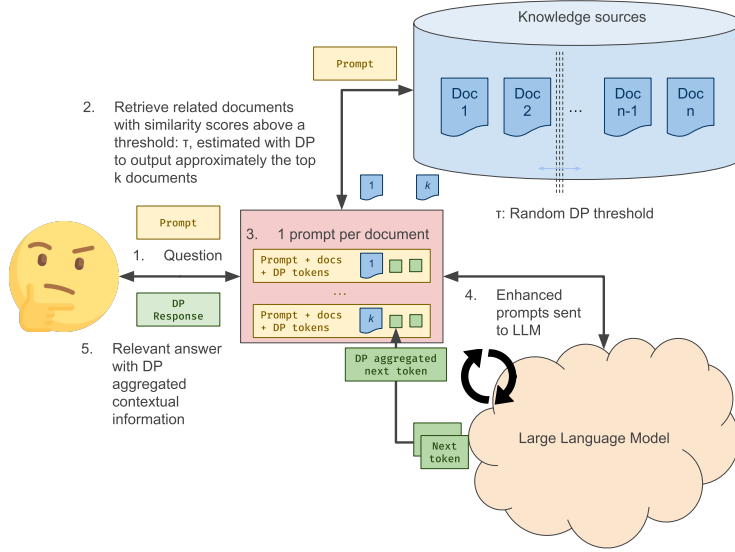 Knowledge sources
Prompt
Doc
1
Doc
2
...
Doc
n-1
Doc
n
2. Retrieve related documents
with similarity scores above a
threshold: τ, estimated with DP
to output approximately the top
k documents
1
k
τ: Random DP threshold
Prompt
1. Question
DP
Response
3. 1 prompt per document
Prompt + docs
+ DP tokens
1
...
Prompt + docs
+ DP tokens
k
4. Enhanced
prompts sent
to LLM
5. Relevant answer
with DP
aggregated
contextual
information
DP aggregated
next token
Next
token
Large Language Model